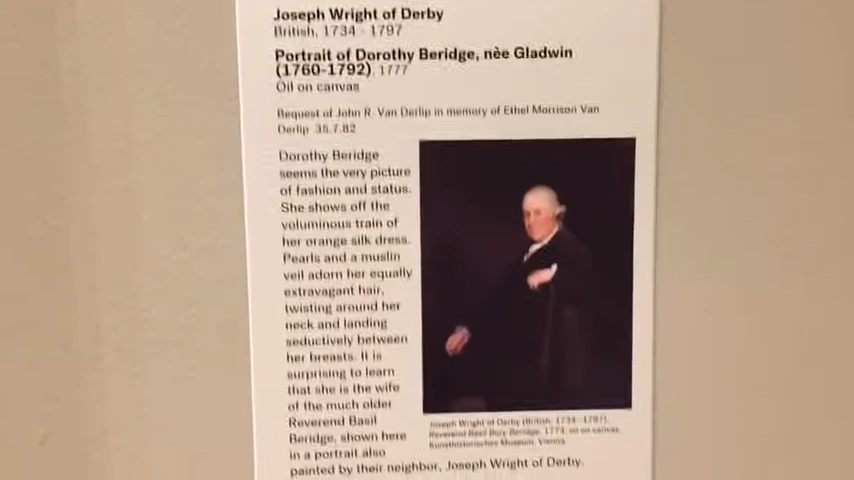 Joseph Wright of Derby
British, 1734 - 1797
Portrait of Dorothy Beridge, nèe Gladwin
(1760-1792), 1777
Oil on canvas
Bequest of John R. Van Derlip in memory of Ethel Morrison Van
Derlip 35.7.82
Dorothy Beridge
seems the very picture
of fashion and status.
She shows off the
voluminous train of
her orange silk dress.
Pearls and a muslin
veil adorn her equally
extravagant hair,
twisting around her
neck and landing
seductively between
her breasts. It is
surprising to learn
that she is the wife
of the much older
Reverend Basil
Beridge, shown here
in a portrait also
painted by their neighbor, Joseph Wright of Derby.
Joseph Wright of Derby (British, 1734–1797),
Reverend Basil Bury Beridge, 1773, oil on canvas,
Kunsthistorisches Museum, Vienna